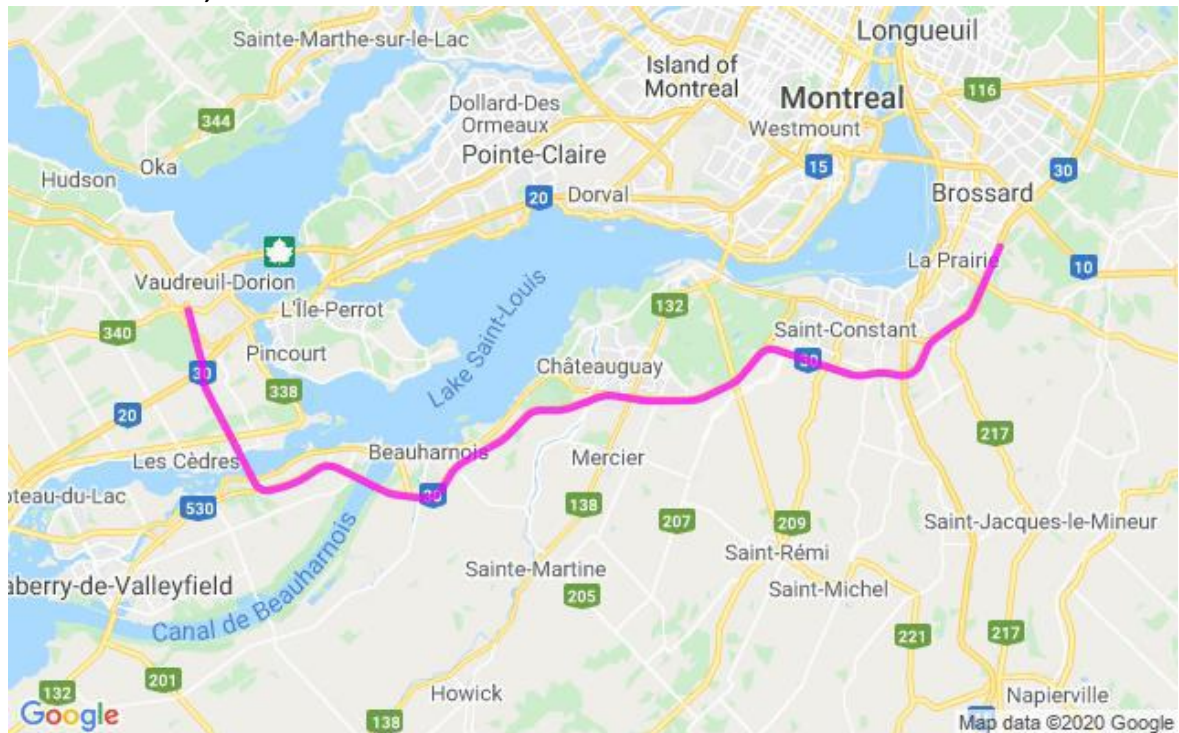 Longueuil
Sainte-Marthe-sur-le-Lac
Island of
Montreal
116
Montreal
Dollard-Des
Ormeaux
344
Westmount
Pointe-Claire
Oka
15
30
Hudson
Dorval
20
Brossard
La Prairie
10
Vaudreuil-Dorion
L'Île-Perrot
Lake Saint-Louis
132
340
Saint-Constant
Pincourt
30
Châteauguay
30
338
20
217
Les Cèdres
Beauharnois
Mercier
oteau-du-Lac
530
30
138
207
209
Saint-Jacques-le-Mineur
Saint-Rémi
Sainte-Martine
aberry-de-Valleyfield
Saint-Michel
205
Canal de Beauharnois
221
217
132
201
Howick
Napierville
Google
138
Map data ©2020 Google